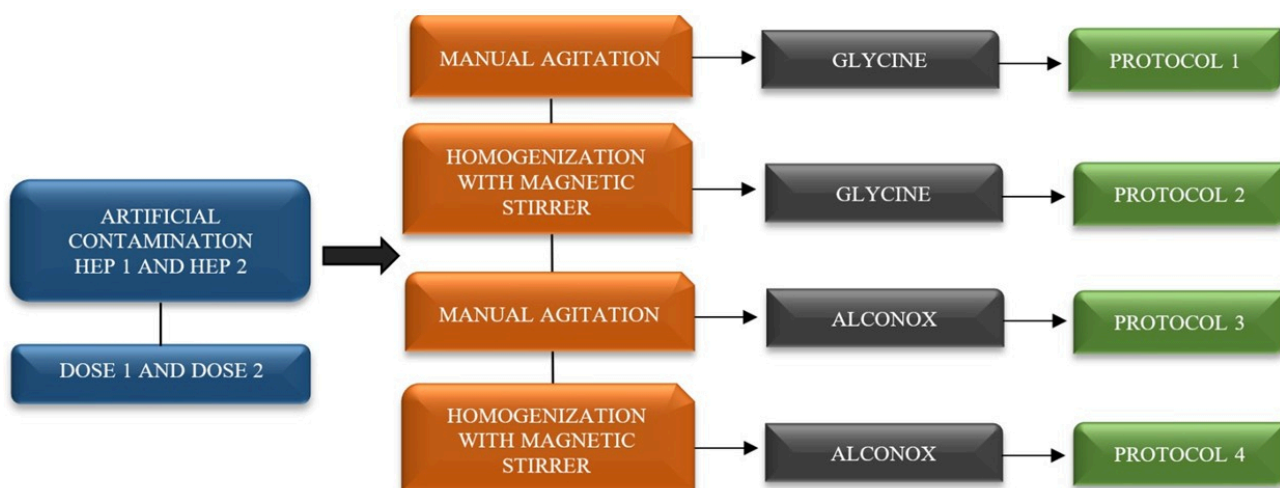 MANUAL AGITATION
GLYCINE
PROTOCOL 1
HOMOGENIZATION
WITH MAGNETIC
STIRRER
GLYCINE
PROTOCOL 2
ARTIFICIAL
CONTAMINATION
HEP 1 AND HEP 2
DOSE 1 AND DOSE 2
MANUAL AGITATION
ALCONOX
PROTOCOL 3
HOMOGENIZATION
WITH MAGNETIC
STIRRER
ALCONOX
PROTOCOL 4